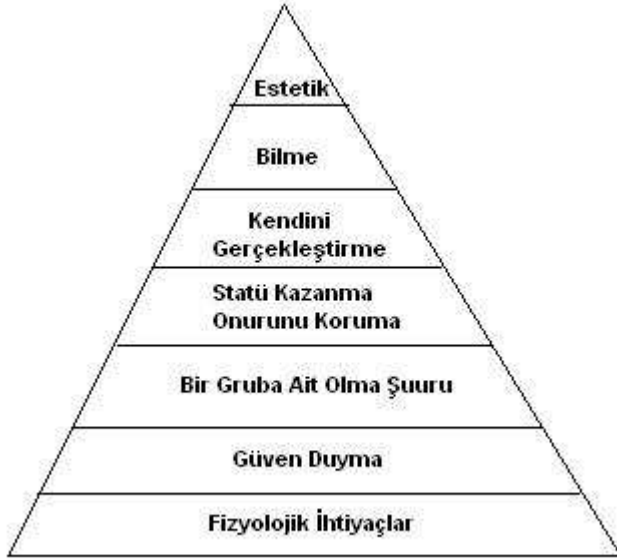 Estetik
Bilme
Kendini
Gerçekleştirme
Statü Kazanma
Onurunu Koruma
Bir Gruba Ait Olma Şuuru
Güven Duyma
Fizyolojik İhtiyaçlar